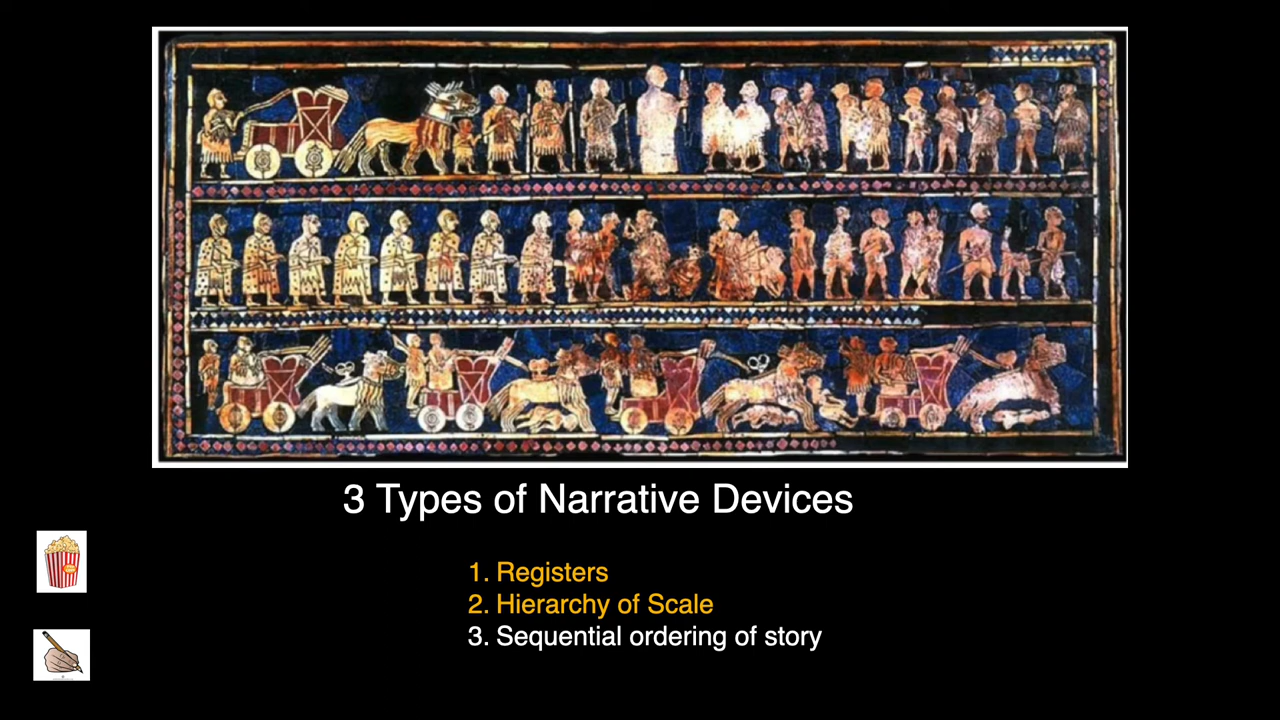 3 Types of Narrative Devices
1. Registers
2. Hierarchy of Scale
3. Sequential ordering of story